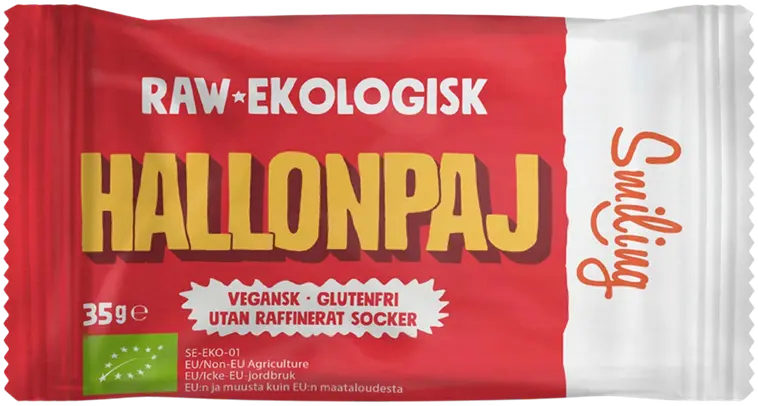 RAW★EKOLOGISK
HALLONPAJ
Smiling
VEGANSK · GLUTENFRI
UTAN RAFFINERAT SOCKER
35g℮
SE-EKO-01
EU/Non-EU Agriculture
EU/Icke-EU-jordbruk
EU:n ja muusta kuin EU:n maataloudesta